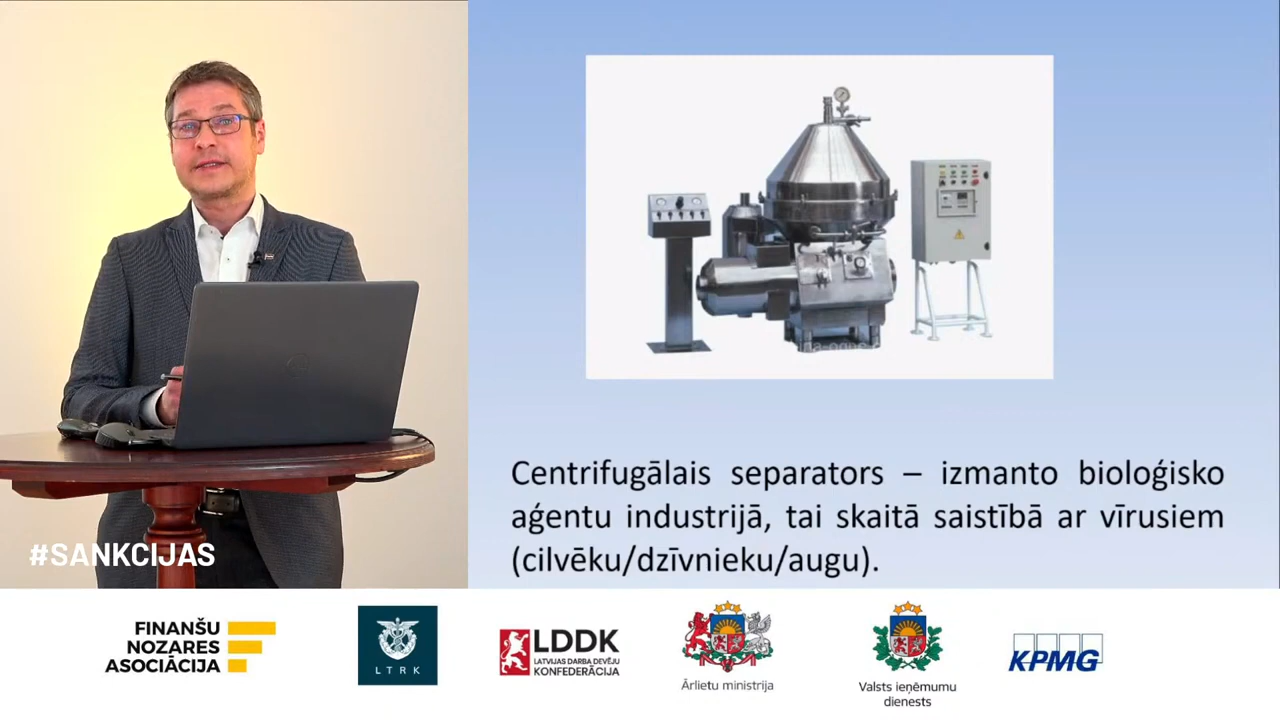 Centrifugālais separators – izmanto bioloģisko
aģentu industrijā, tai skaitā saistībā ar vīrusiem
(cilvēku/dzīvnieku/augu).
#SANKCIJAS
FINANŠU
NOZARES
ASOCIĀCIJA
LTRK
LDDK
LATVIJAS DARBA DEVĒJU
KONFEDERĀCIJA
Ārlietu ministrija
Valsts ieņēmumu
dienests
KPMG